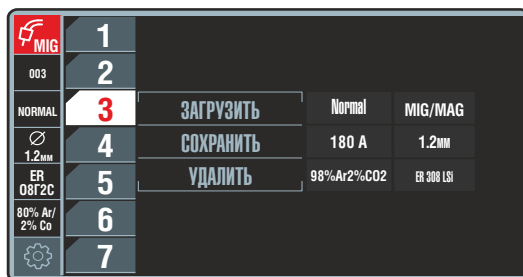 MIG
003
NORMAL
Ø
1.2мм
ER
08Г2С
80% Ar/
2% Co
1
2
3
4
5
6
7
ЗАГРУЗИТЬ Normal MIG/MAG
СОХРАНИТЬ 180 A 1.2мм
УДАЛИТЬ 98%Ar2%CO2 ER 308 LSi